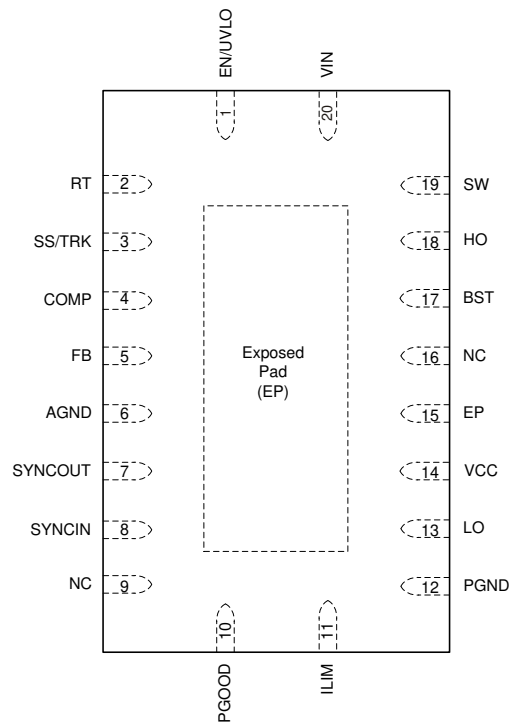 EN/UVLO
VIN
1
20
RT 2
19 SW
SS/TRK 3
18 HO
COMP 4
17 BST
FB 5
16 NC
Exposed
Pad
(EP)
AGND 6
15 EP
SYNCOUT 7
14 VCC
SYNCIN 8
13 LO
NC 9
12 PGND
10
11
PGOOD
ILIM